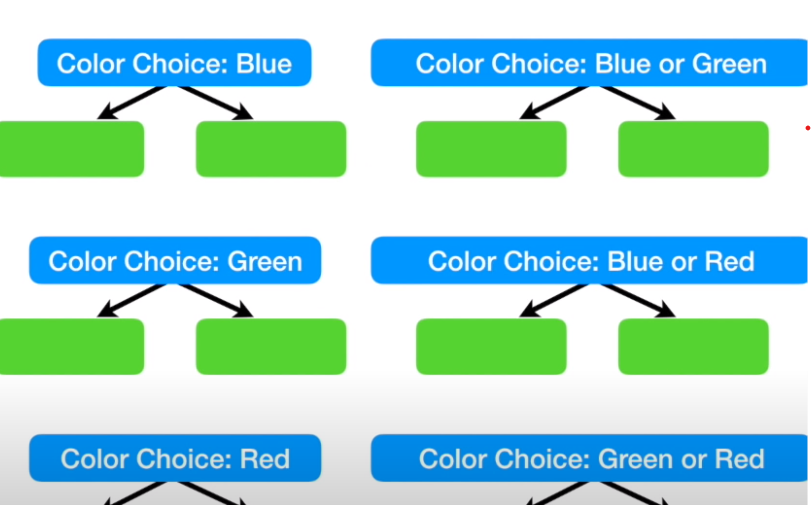 Color Choice: Blue
Color Choice: Blue or Green
Color Choice: Green
Color Choice: Blue or Red
Color Choice: Red
Color Choice: Green or Red